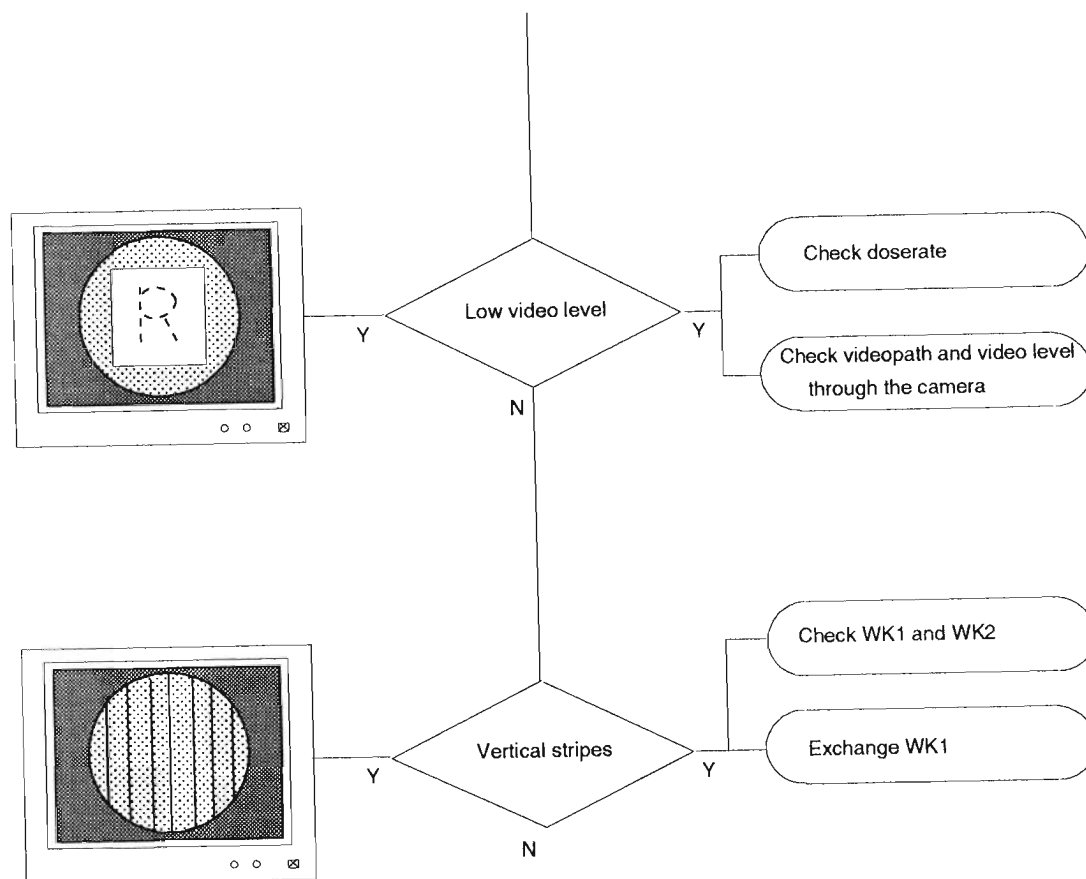 R
Y
Low video level
Y
N
Check doserate
Check videopath and video level
through the camera
Y
Vertical stripes
Y
N
Check WK1 and WK2
Exchange WK1